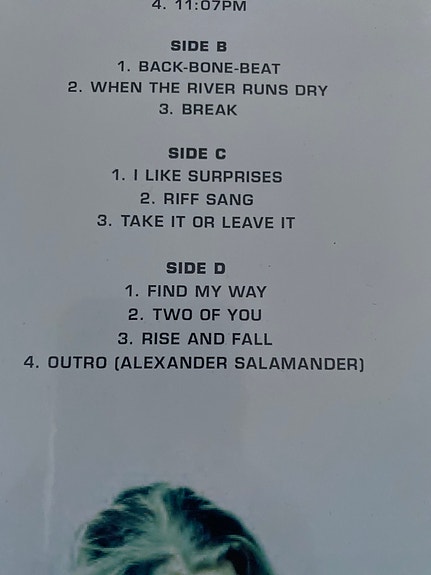 4. 11:07PM
SIDE B
1. BACK-BONE-BEAT
2. WHEN THE RIVER RUNS DRY
3. BREAK
SIDE C
1. I LIKE SURPRISES
2. RIFF SANG
3. TAKE IT OR LEAVE IT
SIDE D
1. FIND MY WAY
2. TWO OF YOU
3. RISE AND FALL
4. OUTRO (ALEXANDER SALAMANDER)